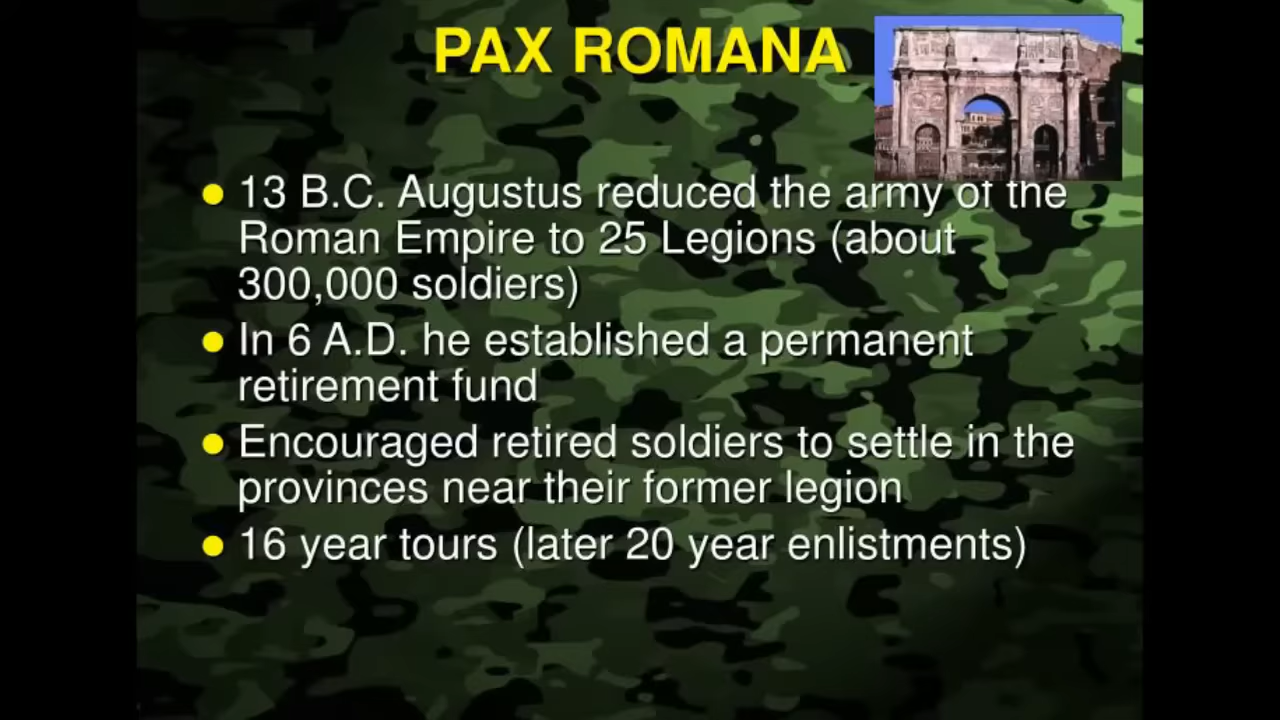 PAX ROMANA
13 B.C. Augustus reduced the army of the
Roman Empire to 25 Legions (about
300,000 soldiers)
In 6 A.D. he established a permanent
retirement fund
Encouraged retired soldiers to settle in the
provinces near their former legion
16 year tours (later 20 year enlistments)